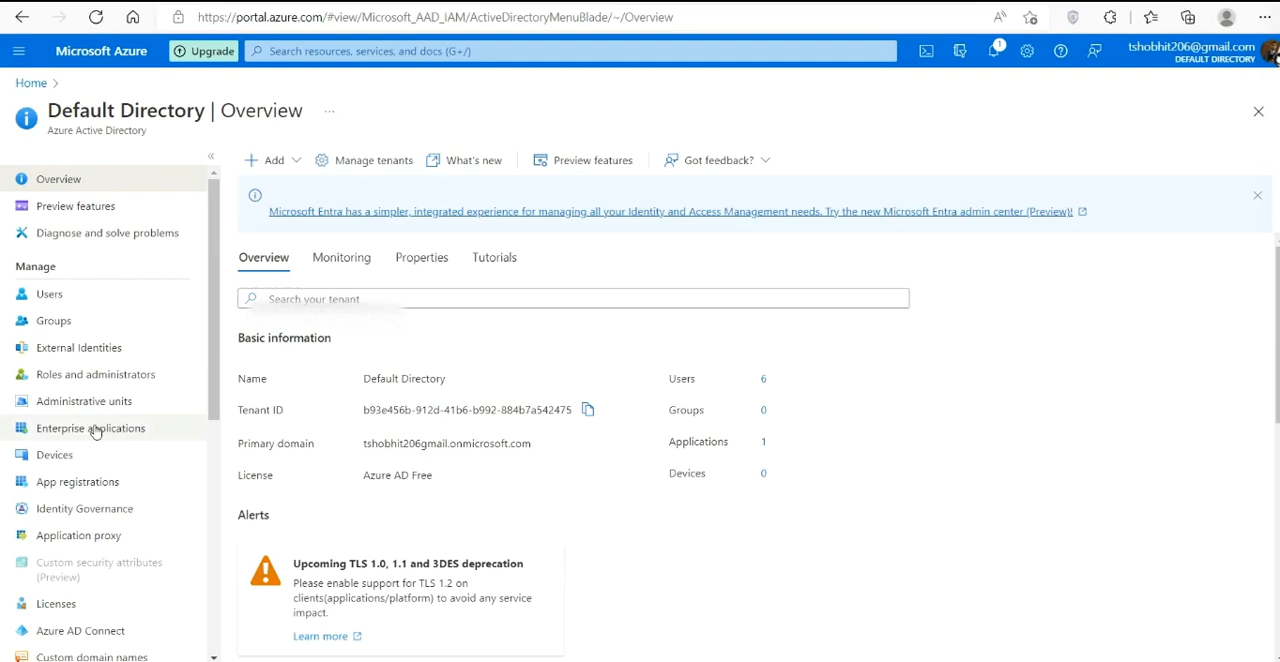 https://portal.azure.com/#view/Microsoft_AAD_IAM/ActiveDirectoryMenuBlade/~/Overview
Microsoft Azure
Upgrade
Search resources, services, and docs (G+/)
1
tshobhit206@gmail.com
DEFAULT DIRECTORY
Home >
Default Directory | Overview ...
Azure Active Directory
«
Overview
Preview features
Diagnose and solve problems
Manage
Users
Groups
External Identities
Roles and administrators
Administrative units
Enterprise applications
Devices
App registrations
Identity Governance
Application proxy
Custom security attributes
(Preview)
Licenses
Azure AD Connect
Custom domain names
+ Add Manage tenants What's new Preview features Got feedback?
Microsoft Entra has a simpler, integrated experience for managing all your Identity and Access Management needs. Try the new Microsoft Entra admin center (Preview)!
Overview Monitoring Properties Tutorials
Search your tenant
Basic information
Name Default Directory Users 6
Tenant ID b93e456b-912d-41b6-b992-884b7a542475 Groups 0
Primary domain tshobhit206gmail.onmicrosoft.com Applications 1
License Azure AD Free Devices 0
Alerts
Upcoming TLS 1.0, 1.1 and 3DES deprecation
Please enable support for TLS 1.2 on
clients(applications/platform) to avoid any service
impact.
Learn more